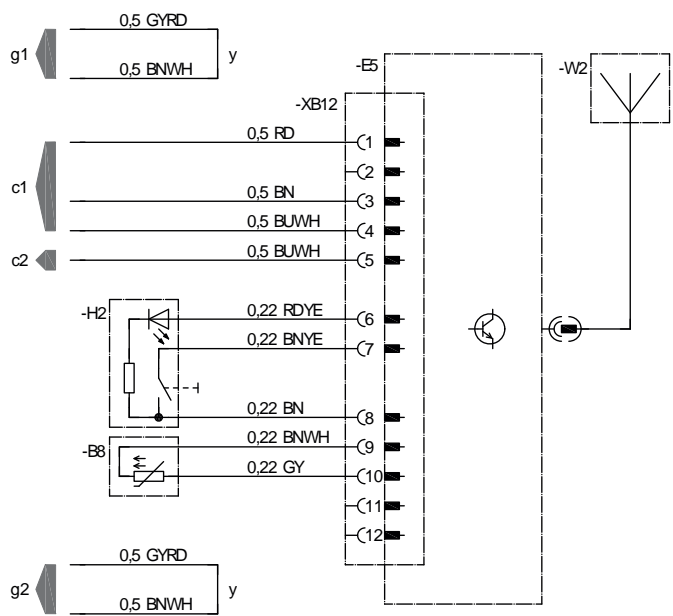 0,5 GYRD
g1
y
0,5 BNWH
-E5
-W2
-XB12
0,5 RD
1
2
c1
0,5 BN
3
0,5 BUWH
4
0,5 BUWH
c2
5
-H2
0,22 RDYE
6
0,22 BNYE
7
0,22 BN
8
0,22 BNWH
9
-B8
0,22 GY
10
11
12
0,5 GYRD
g2
y
0,5 BNWH